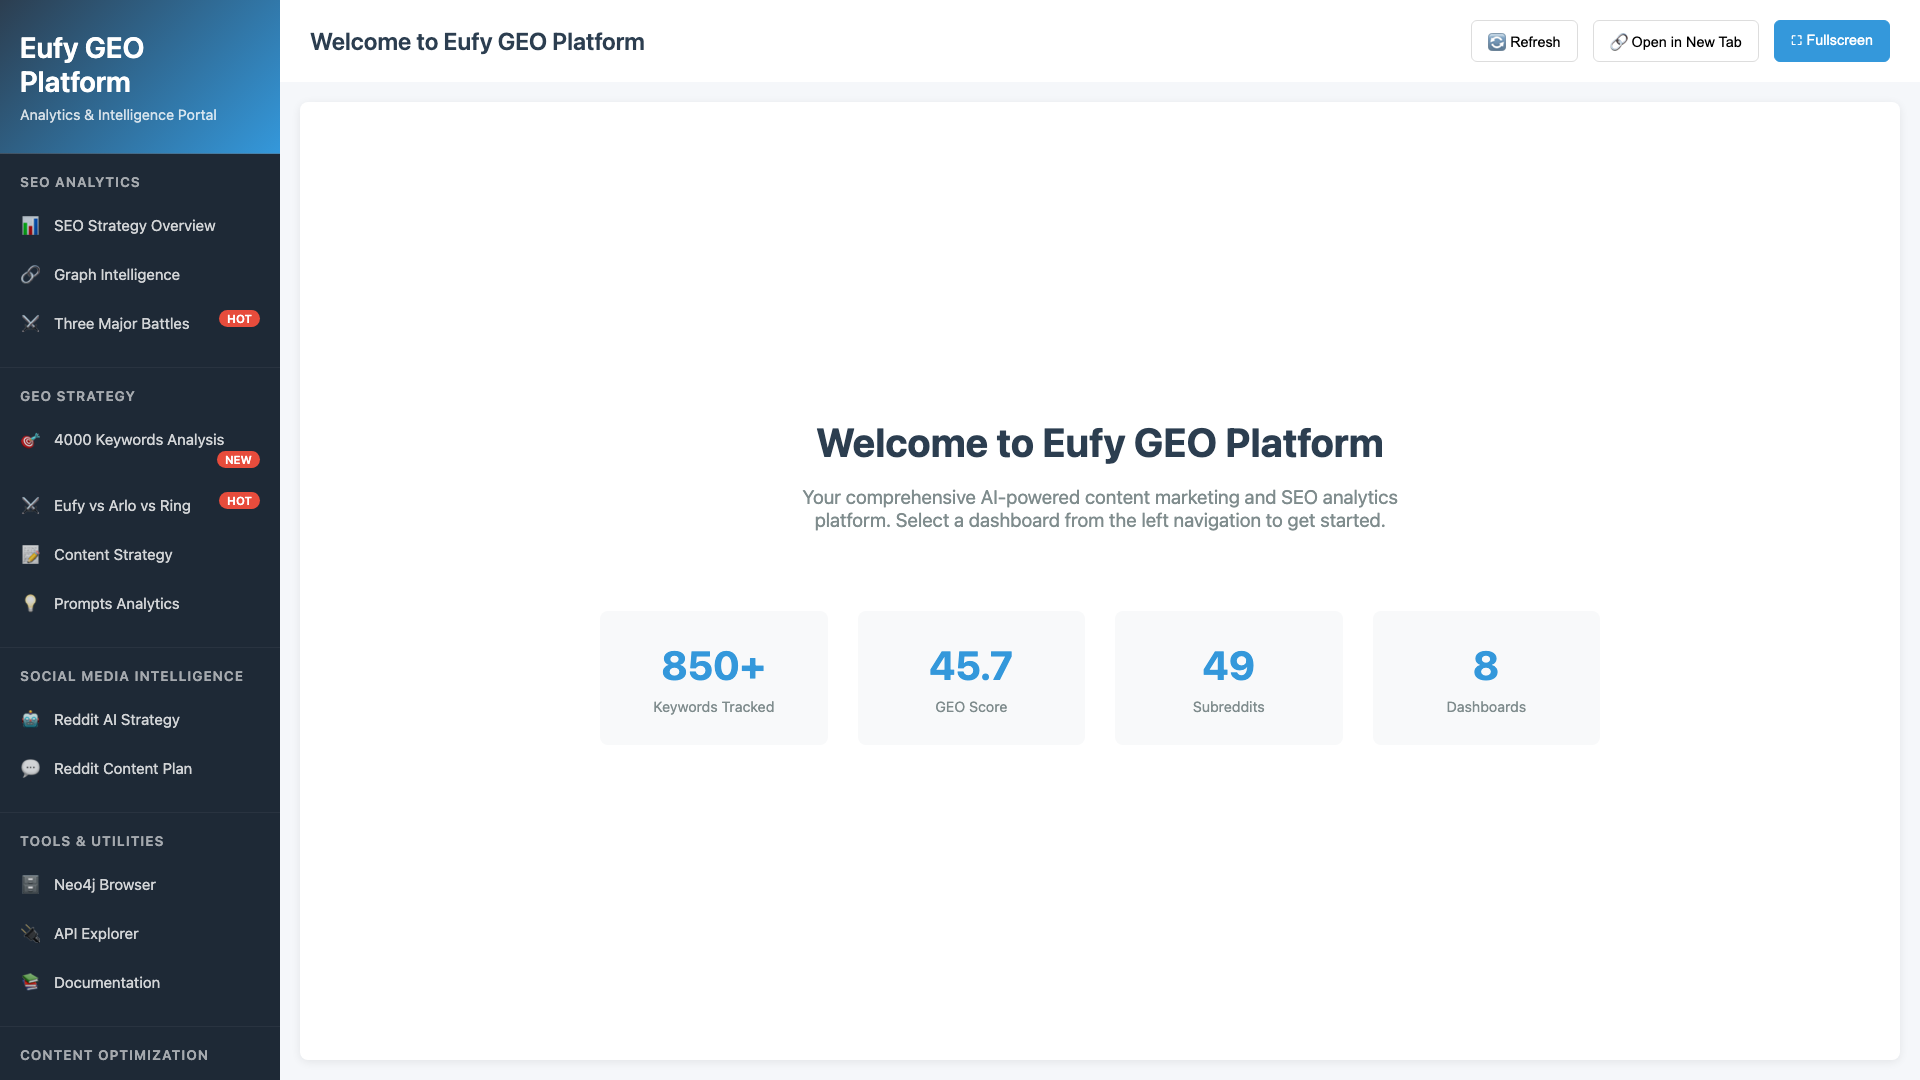 Eufy GEO
Platform
Analytics & Intelligence Portal
SEO ANALYTICS
SEO Strategy Overview
Graph Intelligence
Three Major Battles HOT
GEO STRATEGY
4000 Keywords Analysis
NEW
Eufy vs Arlo vs Ring HOT
Content Strategy
Prompts Analytics
SOCIAL MEDIA INTELLIGENCE
Reddit AI Strategy
Reddit Content Plan
TOOLS & UTILITIES
Neo4j Browser
API Explorer
Documentation
CONTENT OPTIMIZATION
Welcome to Eufy GEO Platform
Refresh
Open in New Tab
Fullscreen
Welcome to Eufy GEO Platform
Your comprehensive AI-powered content marketing and SEO analytics
platform. Select a dashboard from the left navigation to get started.
850+
Keywords Tracked
45.7
GEO Score
49
Subreddits
8
Dashboards